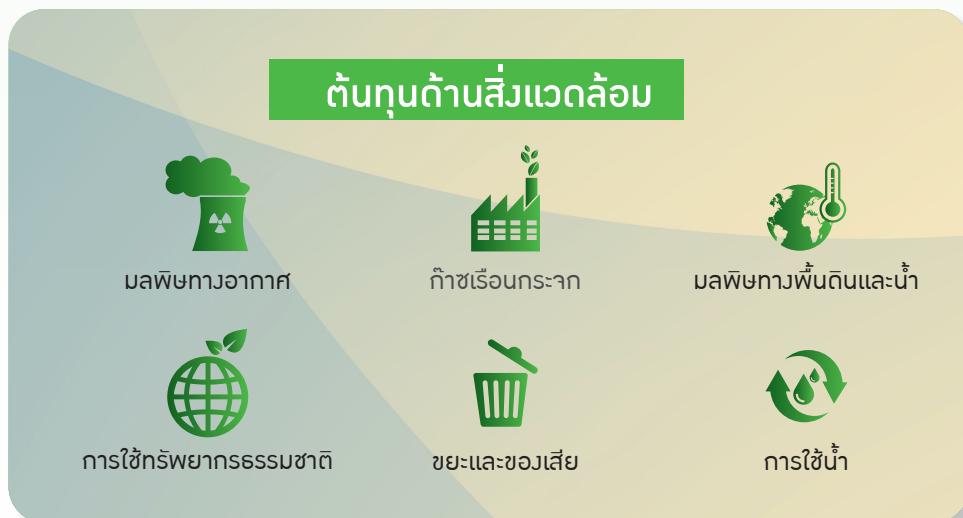 ต้นทุนด้านสิ่งแวดล้อม
มลพิษทางอากาศ
ก๊าซเรือนกระจก
มลพิษทางพื้นดินและน้ำ
การใช้ทรัพยากรธรรมชาติ
ขยะและของเสีย
การใช้น้ำ